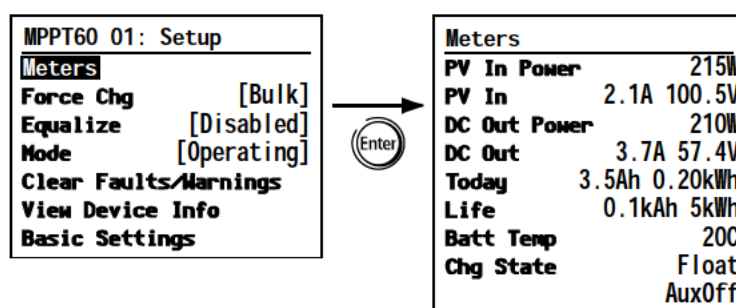 MPPT60 01: Setup
Meters
Force Chg [Bulk]
Equalize [Disabled]
Mode [Operating]
Clear Faults/Warnings
View Device Info
Basic Settings
Enter
Meters
PV In Power 215W
PV In 2.1A 100.5V
DC Out Power 210W
DC Out 3.7A 57.4V
Today 3.5Ah 0.20kWh
Life 0.1kAh 5kWh
Batt Temp 20C
Chg State Float
AuxOff